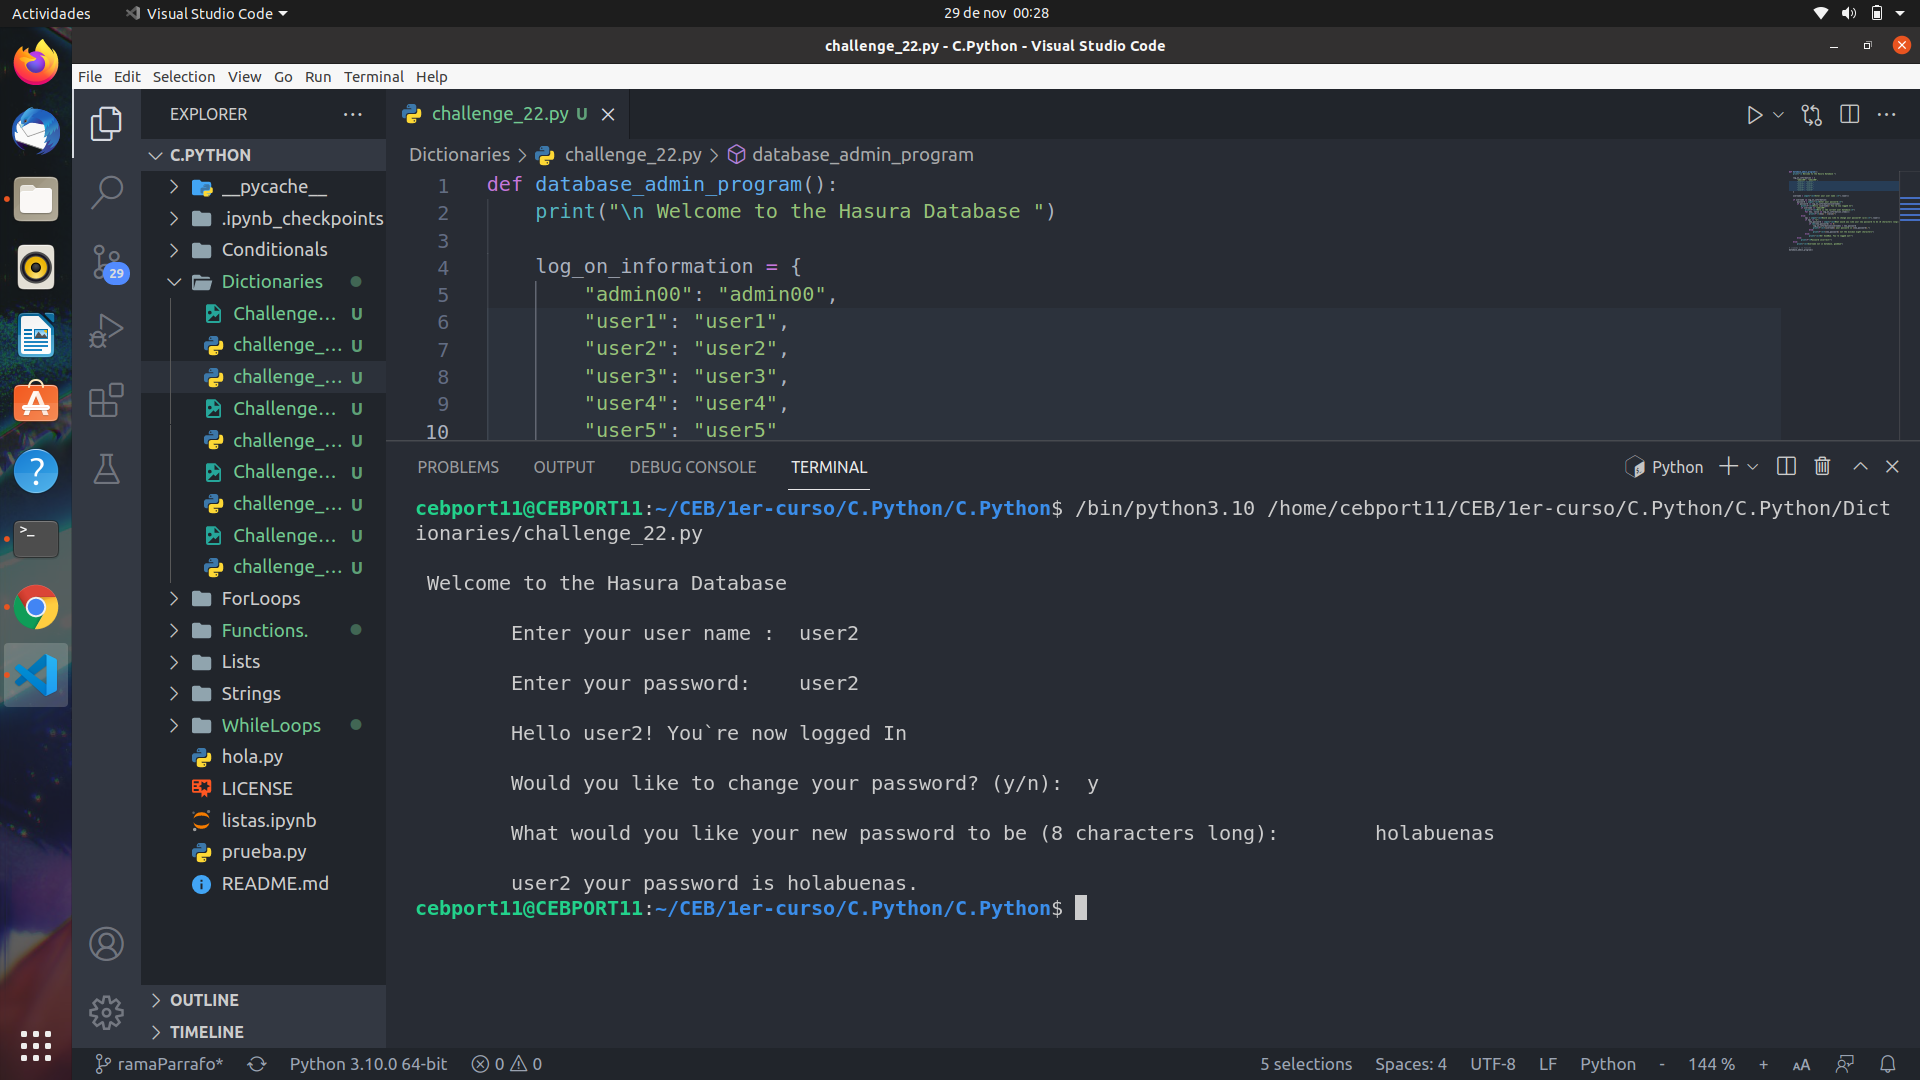 Actividades
Visual Studio Code
29 de nov 00:28
challenge_22.py - C.Python - Visual Studio Code
File Edit Selection View Go Run Terminal Help
EXPLORER
C.PYTHON
__pycache__
.ipynb_checkpoints
Conditionals
Dictionaries
Challenge... U
challenge_... U
challenge_... U
Challenge... U
challenge_... U
Challenge... U
challenge_... U
Challenge... U
challenge_... U
ForLoops
Functions.
Lists
Strings
WhileLoops
hola.py
LICENSE
listas.ipynb
prueba.py
README.md
OUTLINE
TIMELINE
29
challenge_22.py U
Dictionaries > challenge_22.py > database_admin_program
1 def database_admin_program():
2     print("\n Welcome to the Hasura Database ")
3
4     log_on_information = {
5         "admin00": "admin00",
6         "user1": "user1",
7         "user2": "user2",
8         "user3": "user3",
9         "user4": "user4",
10         "user5": "user5"
PROBLEMS OUTPUT DEBUG CONSOLE TERMINAL
Python
cebport11@CEBPORT11:~/CEB/1er-curso/C.Python/C.Python$ /bin/python3.10 /home/cebport11/CEB/1er-curso/C.Python/C.Python/Dict
ionaries/challenge_22.py
Welcome to the Hasura Database
Enter your user name :  user2
Enter your password:    user2
Hello user2! You`re now logged In
Would you like to change your password? (y/n):  y
What would you like your new password to be (8 characters long):        holabuenas
user2 your password is holabuenas.
cebport11@CEBPORT11:~/CEB/1er-curso/C.Python/C.Python$
ramaParrafo* Python 3.10.0 64-bit 0 0
5 selections Spaces: 4 UTF-8 LF Python - 144 % + AA